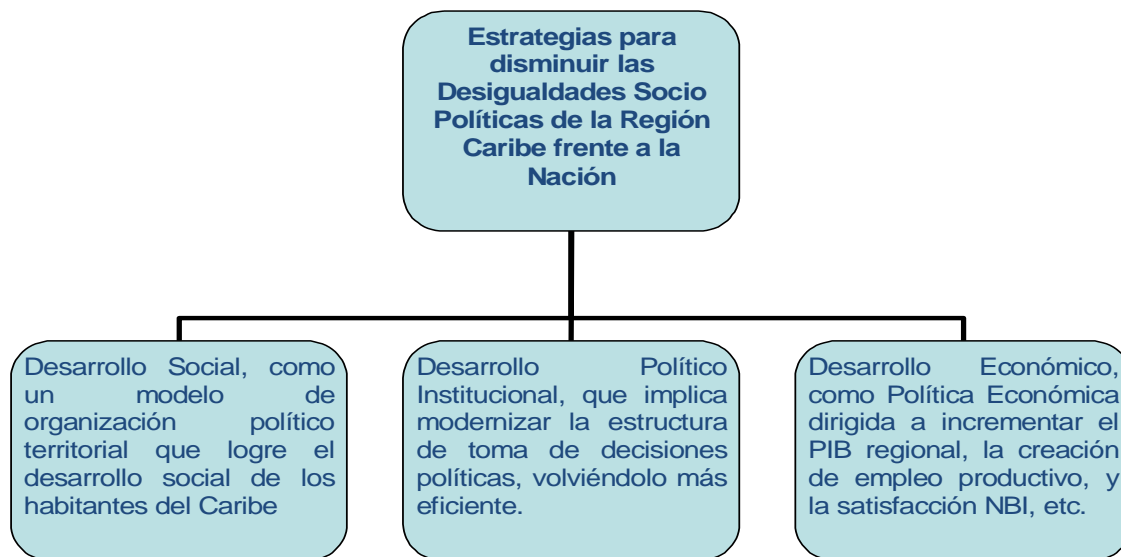 Estrategias para
disminuir las
Desigualdades Socio
Políticas de la Región
Caribe frente a la
Nación
Desarrollo Social, como
un modelo de
organización político
territorial que logre el
desarrollo social de los
habitantes del Caribe
Desarrollo Político
Institucional, que implica
modernizar la estructura
de toma de decisiones
políticas, volviéndolo más
eficiente.
Desarrollo Económico,
como Política Económica
dirigida a incrementar el
PIB regional, la creación
de empleo productivo, y
la satisfacción NBI, etc.